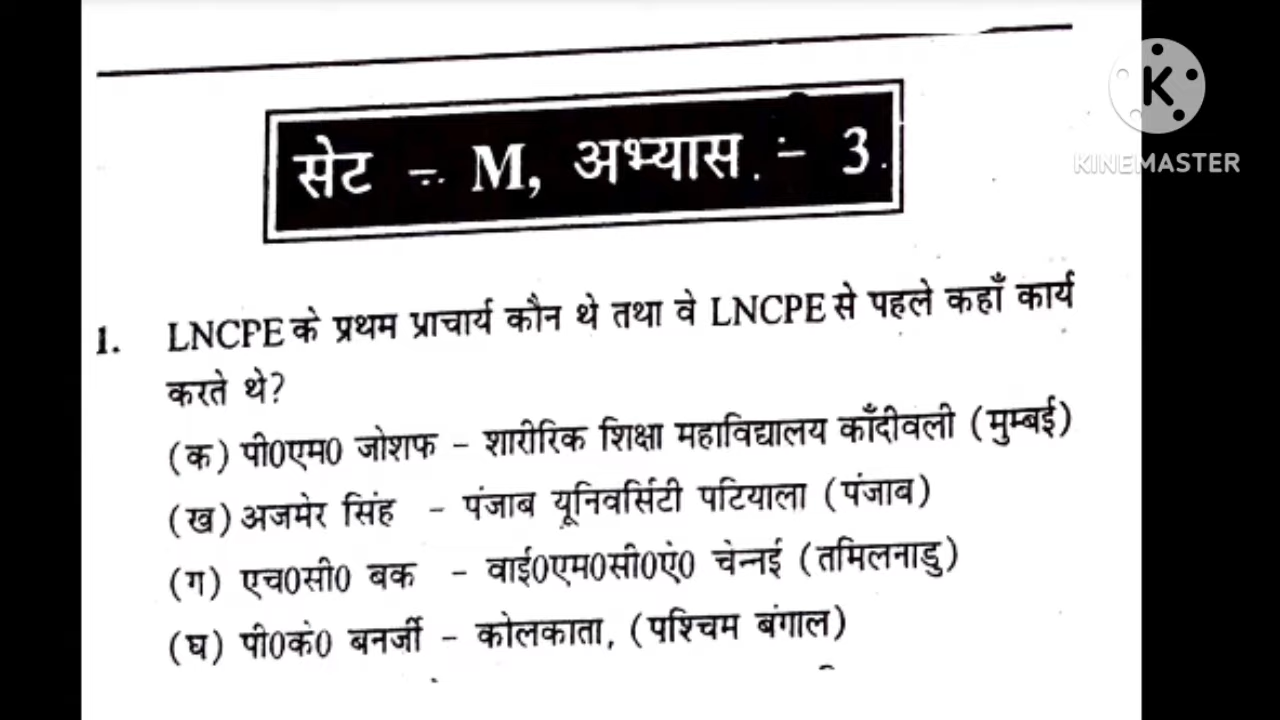 K
KINEMASTER
सेट - M, अभ्यास - 3
1. LNCPE के प्रथम प्राचार्य कौन थे तथा वे LNCPE से पहले कहाँ कार्य
करते थे?
(क) पी0एम0 जोशफ - शारीरिक शिक्षा महाविद्यालय काँदीवली (मुम्बई)
(ख) अजमेर सिंह - पंजाब यूनिवर्सिटी पटियाला (पंजाब)
(ग) एच0सी0 बक - वाई0एम0सी0ए0 चेन्नई (तमिलनाडु)
(घ) पी0के0 बनर्जी - कोलकाता, (पश्चिम बंगाल)